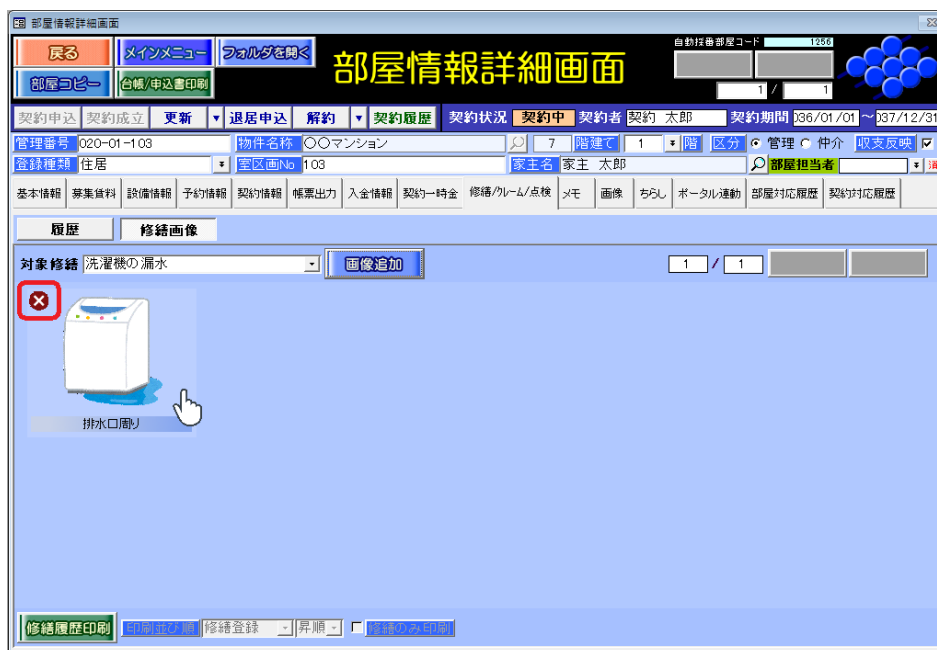 部屋情報詳細画面
戻る メインメニュー フォルダを開く
部屋コピー 台帳/申込書印刷
部屋情報詳細画面
自動採番部屋コード 1256
1 / 1
契約申込 契約成立 更新 ▼ 退居申込 解約 ▼ 契約履歴 契約状況 契約中 契約者 契約 太郎 契約期間 036/01/01 ~ 037/12/31
管理番号 020-01-103 物件名称 〇〇マンション 7 階建て 1 階 区分 管理 仲介 収支反映
登録種類 住居 室区画No 103 家主名 家主 太郎 部屋担当者
基本情報 募集賃料 設備情報 予約情報 契約情報 帳票出力 入金情報 契約一時金 修繕/クレーム/点検 メモ 画像 ちらし ポータル連動 部屋対応履歴 契約対応履歴
履歴 修繕画像
対象修繕 洗濯機の漏水 画像追加 1 / 1
排水口周り
修繕履歴印刷 印刷並び順 修繕登録 昇順 修繕のみ印刷